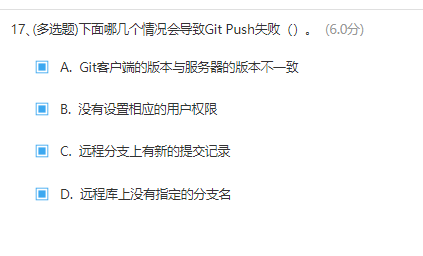 17、(多选题)下面哪几个情况会导致Git Push失败（）。 (6.0分)
A. Git客户端的版本与服务器的版本不一致
B. 没有设置相应的用户权限
C. 远程分支上有新的提交记录
D. 远程库上没有指定的分支名